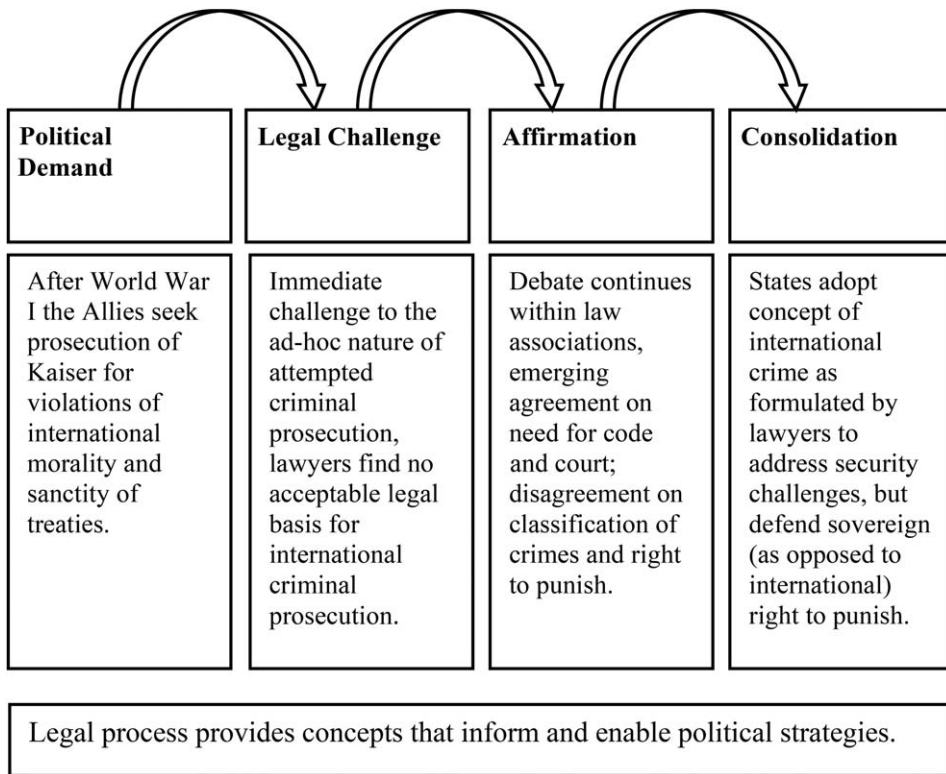 Political
Demand
Legal Challenge
Affirmation
Consolidation
After World War
I the Allies seek
prosecution of
Kaiser for
violations of
international
morality and
sanctity of
treaties.
Immediate
challenge to the
ad-hoc nature of
attempted
criminal
prosecution,
lawyers find no
acceptable legal
basis for
international
criminal
prosecution.
Debate continues
within law
associations,
emerging
agreement on
need for code
and court;
disagreement on
classification of
crimes and right
to punish.
States adopt
concept of
international
crime as
formulated by
lawyers to
address security
challenges, but
defend sovereign
(as opposed to
international)
right to punish.
Legal process provides concepts that inform and enable political strategies.